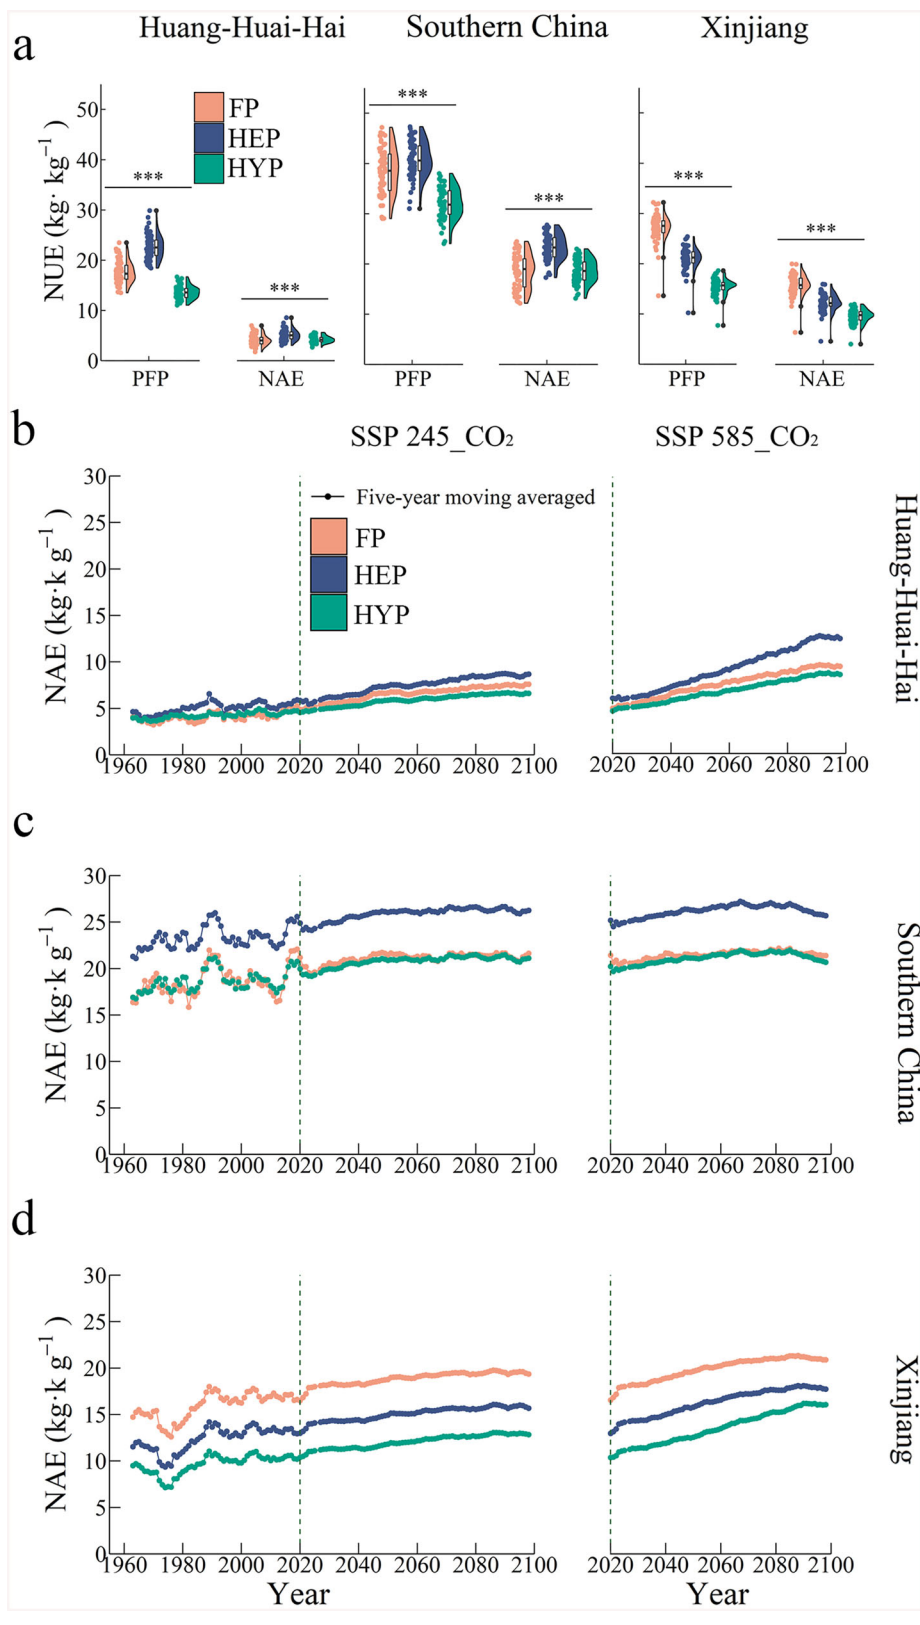 a
Huang-Huai-Hai Southern China Xinjiang
NUE (kg· kg⁻¹ )
50
40
30
20
10
0
FP
HEP
HYP
*** *** *** *** *** ***
PFP NAE PFP NAE PFP NAE
b
SSP 245_CO₂ SSP 585_CO₂
NAE (kg·k g⁻¹ )
30
25
20
15
10
5
0
Five-year moving averaged
FP
HEP
HYP
Huang-Huai-Hai
1960 1980 2000 2020 2040 2060 2080 2100 2020 2040 2060 2080 2100
c
NAE (kg·k g⁻¹ )
30
25
20
15
10
5
0
Southern China
1960 1980 2000 2020 2040 2060 2080 2100 2020 2040 2060 2080 2100
d
NAE (kg·k g⁻¹ )
30
25
20
15
10
5
0
Xinjiang
1960 1980 2000 2020 2040 2060 2080 2100 2020 2040 2060 2080 2100
Year Year